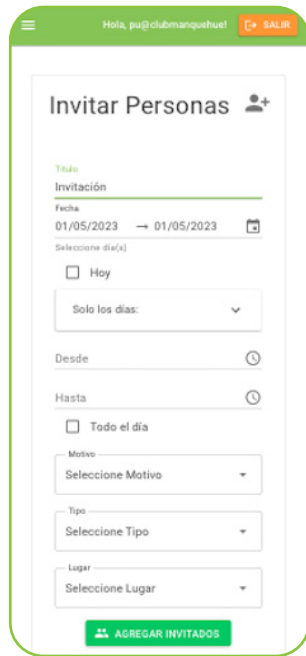 Hola, pu@clubmanquehue!
SALIR
Invitar Personas
Título
Invitación
Fecha
01/05/2023 → 01/05/2023
Seleccione día(s)
Hoy
Solo los días:
Desde
Hasta
Todo el día
Motivo
Seleccione Motivo
Tipo
Seleccione Tipo
Lugar
Seleccione Lugar
AGREGAR INVITADOS